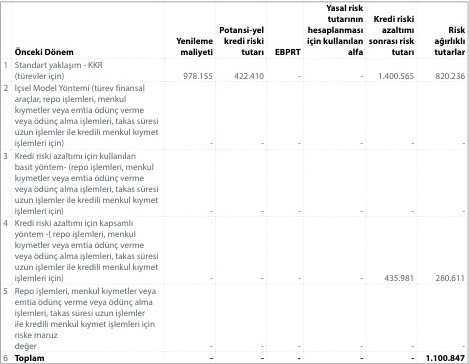 Önceki Dönem
Yenileme
maliyeti
Potansi-yel
kredi riski
tutarı
EBPRT
Yasal risk
tutarının
hesaplanması
için kullanılan
alfa
Kredi riski
azaltımı
sonrası risk
tutarı
Risk
ağırlıklı
tutarlar
1 Standart yaklaşım - KKR
(türevler için) 978.155 422.410 - - 1.400.565 820.236
2 İçsel Model Yöntemi (türev finansal
araçlar, repo işlemleri, menkul
kıymetler veya emtia ödünç verme
veya ödünç alma işlemleri, takas süresi
uzun işlemler ile kredili menkul kıymet
işlemleri için) - - - - - -
3 Kredi riski azaltımı için kullanılan
basit yöntem- (repo işlemleri, menkul
kıymetler veya emtia ödünç verme
veya ödünç alma işlemleri, takas süresi
uzun işlemler ile kredili menkul kıymet
işlemleri için) - - - - - -
4 Kredi riski azaltımı için kapsamlı
yöntem -( repo işlemleri, menkul
kıymetler veya emtia ödünç verme
veya ödünç alma işlemleri, takas süresi
uzun işlemler ile kredili menkul kıymet
işlemleri için) - - - - 435.981 280.611
5 Repo işlemleri, menkul kıymetler veya
emtia ödünç verme veya ödünç alma
işlemleri, takas süresi uzun işlemler
ile kredili menkul kıymet işlemleri için
riske maruz
değer - - - - - -
6 Toplam - - - - - 1.100.847